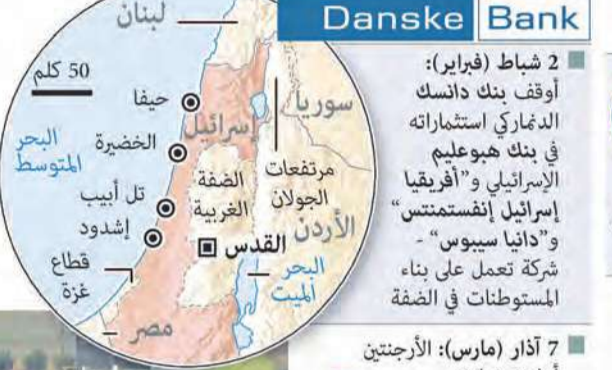 Danske Bank
2 شباط (فبراير):
أوقف بنك دانسك
الدنماركي استثماراته
في بنك هبوعليم
الإسرائيلي و"أفريقيا
إسرائيل إنفستمنتس"
و"دانيا سيبوس" -
شركة تعمل على بناء
المستوطنات في الضفة
7 آذار (مارس): الأرجنتين
لبنان
50 كلم
حيفا
سوريا
إسرائيل
البحر
المتوسط
الخضيرة
مرتفعات
الجولان
الضفة
الغربية
تل أبيب
إشدود
الأردن
القدس
قطاع
غزة
البحر
الميت
مصر